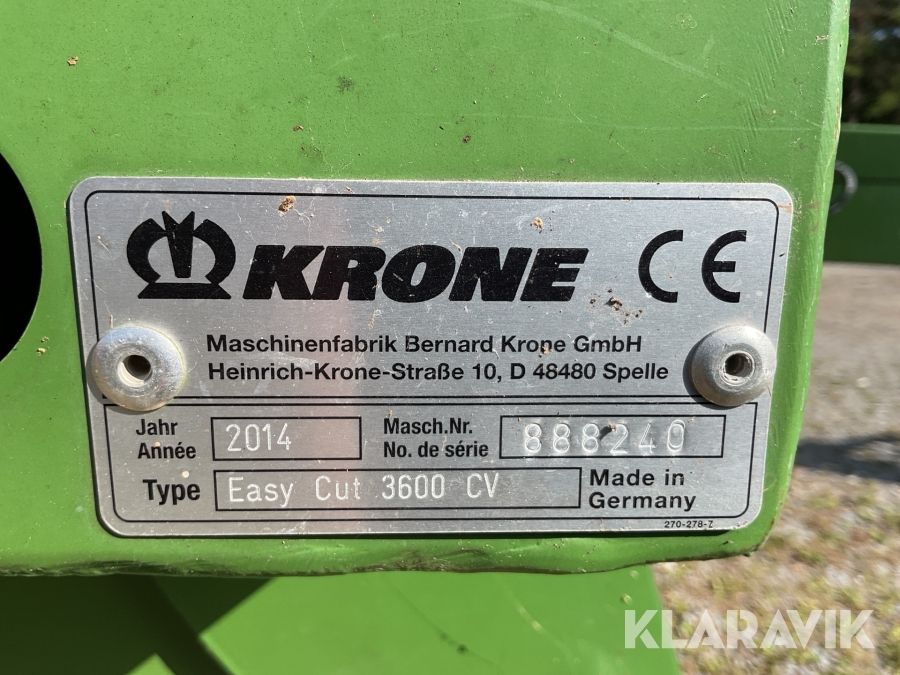 KRONE CE
Maschinenfabrik Bernard Krone GmbH
Heinrich-Krone-Straße 10, D 48480 Spelle
Jahr
Année
2014
Masch.Nr.
No. de série
888240
Type
Easy Cut 3600 CV
Made in
Germany
270-278-Z
KLARAVIK